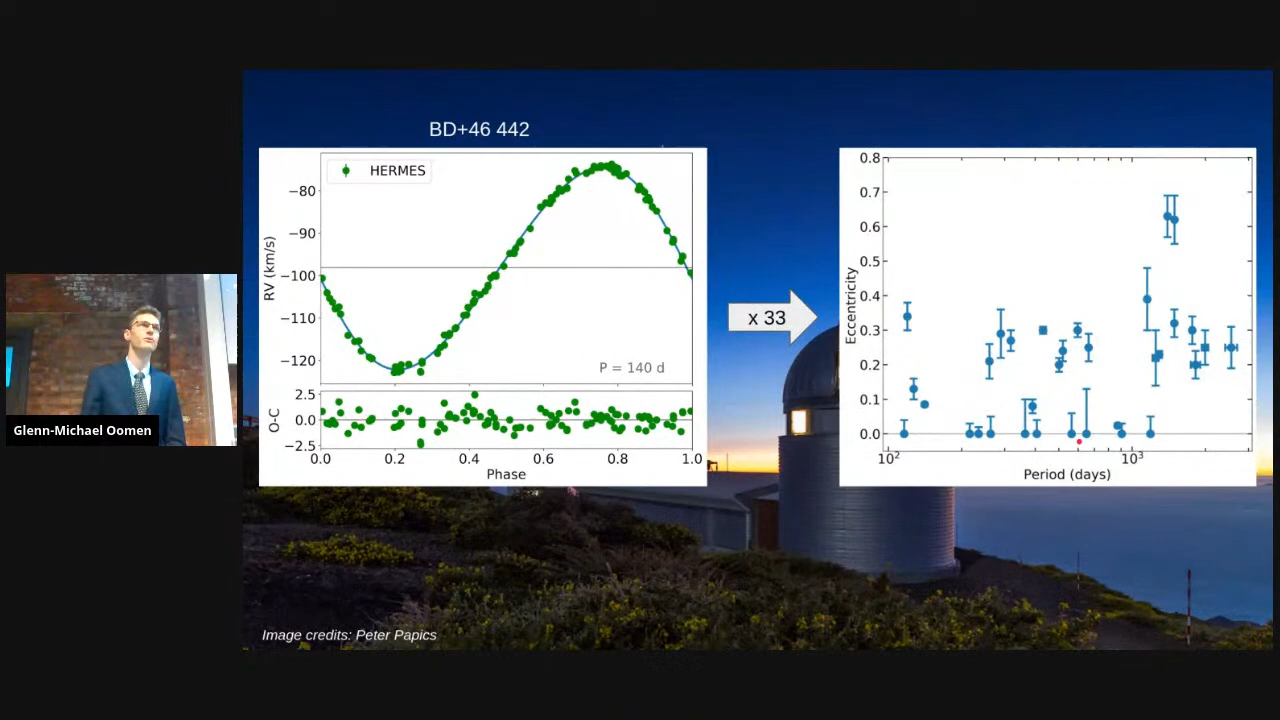 BD+46 442
HERMES
−80
−90
−100
−110
−120
RV (km/s)
P = 140 d
2.5
0.0
−2.5
O-C
0.0 0.2 0.4 0.6 0.8 1.0
Phase
x 33
0.8
0.7
0.6
0.5
0.4
0.3
0.2
0.1
0.0
Eccentricity
10² 10³
Period (days)
Glenn-Michael Oomen
Image credits: Peter Papics